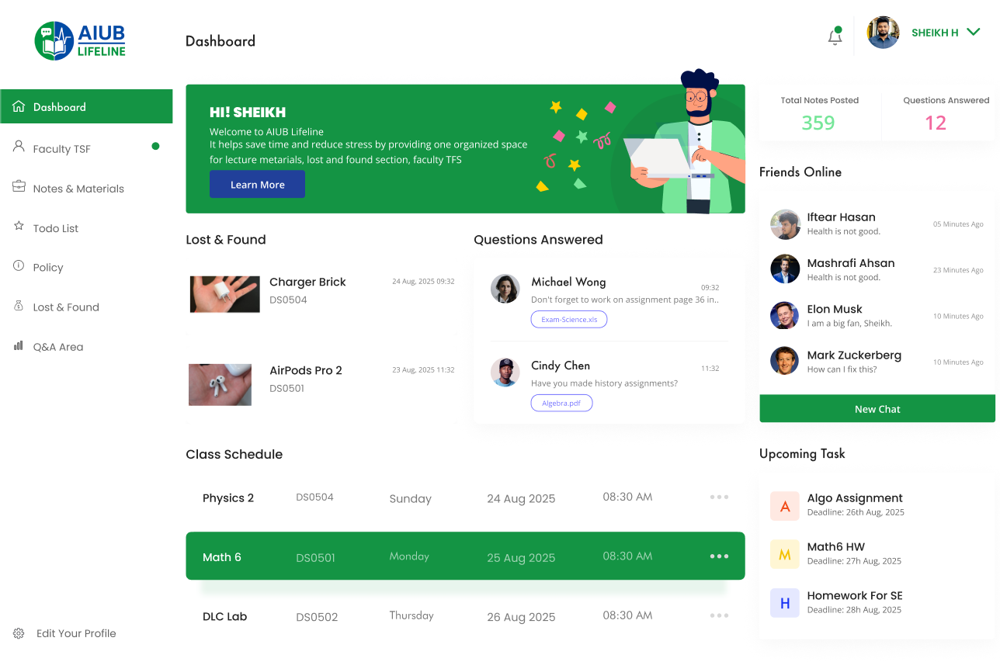 AIUB
LIFELINE
Dashboard
SHEIKH H
Dashboard
Faculty TSF
Notes & Materials
Todo List
Policy
Lost & Found
Q&A Area
Edit Your Profile
HI! SHEIKH
Welcome to AIUB Lifeline
It helps save time and reduce stress by providing one organized space
for lecture metarials, lost and found section, faculty TFS
Learn More
Total Notes Posted
359
Questions Answered
12
Lost & Found
Charger Brick
24 Aug, 2025 09:32
DS0504
AirPods Pro 2
23 Aug, 2025 11:32
DS0501
Questions Answered
Michael Wong
09:32
Don't forget to work on assignment page 36 in..
Exam-Science.xls
Cindy Chen
11:32
Have you made history assignments?
Algebra.pdf
Friends Online
Iftear Hasan
Health is not good.
05 Minutes Ago
Mashrafi Ahsan
Health is not good.
23 Minutes Ago
Elon Musk
I am a big fan, Sheikh.
10 Minutes Ago
Mark Zuckerberg
How can I fix this?
10 Minutes Ago
New Chat
Class Schedule
Physics 2 DS0504 Sunday 24 Aug 2025 08:30 AM
Math 6 DS0501 Monday 25 Aug 2025 08:30 AM
DLC Lab DS0502 Thursday 26 Aug 2025 08:30 AM
Upcoming Task
A
Algo Assignment
Deadline: 26th Aug, 2025
M
Math6 HW
Deadline: 27h Aug, 2025
H
Homework For SE
Deadline: 28h Aug, 2025